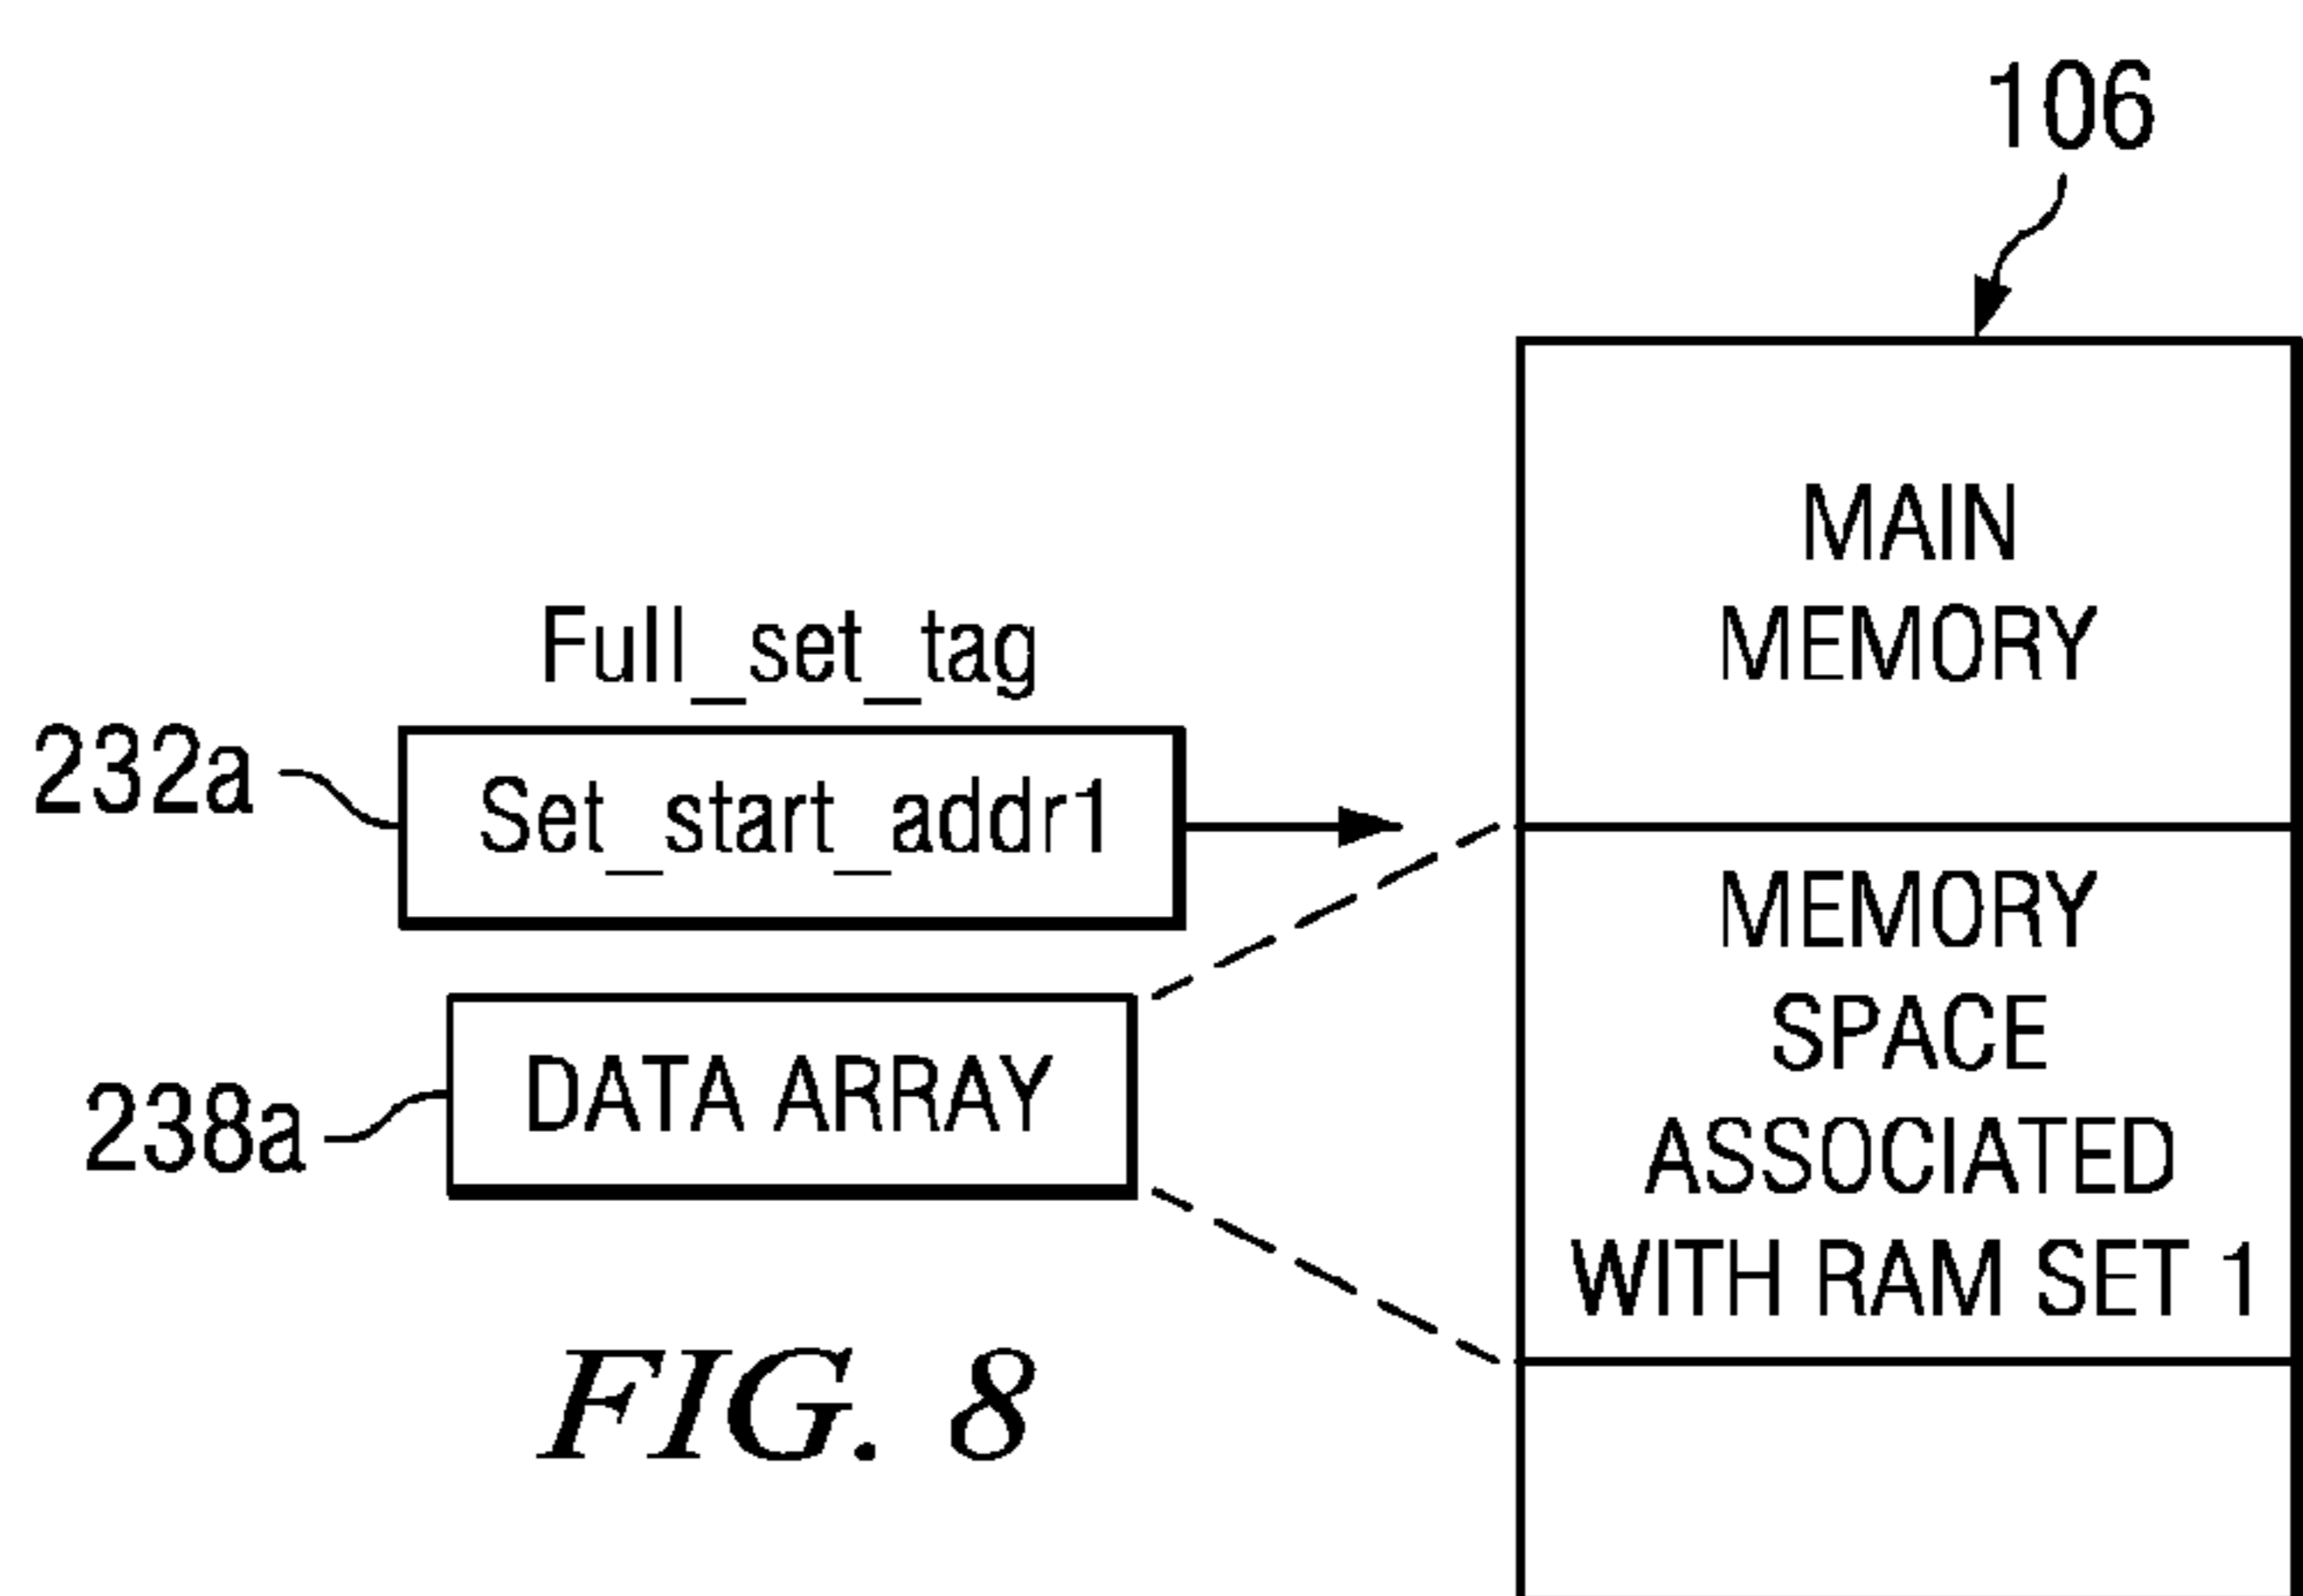 106
MAIN
MEMORY
Full_set_tag
232a
Set_start_addr1
MEMORY
SPACE
ASSOCIATED
WITH RAM SET 1
238a
DATA ARRAY
FIG. 8